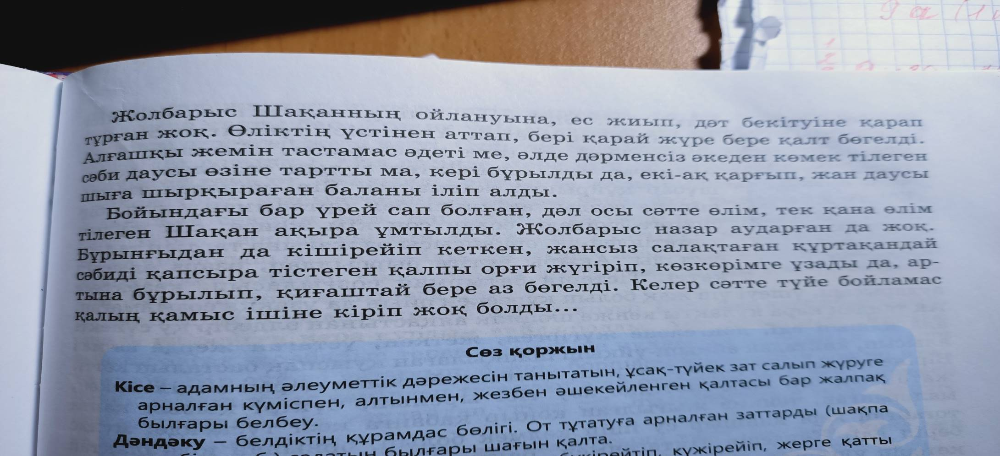 Жолбарыс Шақанның ойлануына, ес жиып, дәт бекітуіне қарап
тұрған жоқ. Өліктің үстінен аттап, бері қарай жүре бере қалт бөгелді.
Алғашқы жемін тастамас әдеті ме, әлде дәрменсіз әкеден көмек тілеген
сәби даусы өзіне тартты ма, кері бұрылды да, екі-ақ қарғып, жан даусы
шыға шырқыраған баланы іліп алды.
Бойындағы бар үрей сап болған, дәл осы сәтте өлім, тек қана өлім
тілеген Шақан ақыра ұмтылды. Жолбарыс назар аударған да жоқ.
Бұрынғыдан да кішірейіп кеткен, жансыз салақтаған құртақандай
сәбиді қапсыра тістеген қалпы орғи жүгіріп, көзкөрімге ұзады да, ар-
тына бұрылып, қиғаштай бере аз бөгелді. Келер сәтте түйе бойламас
қалың қамыс ішіне кіріп жоқ болды...
Сөз қоржын
Кісе – адамның әлеуметтік дәрежесін танытатын, ұсақ-түйек зат салып жүруге
арналған күміспен, алтынмен, жезбен әшекейленген қалтасы бар жалпақ
былғары белбеу.
Дәндәку – белдіктің құрамдас бөлігі. От тұтатуға арналған заттарды (шақпа
былғары шағын қалта.
күжірейіп, жерге қатты